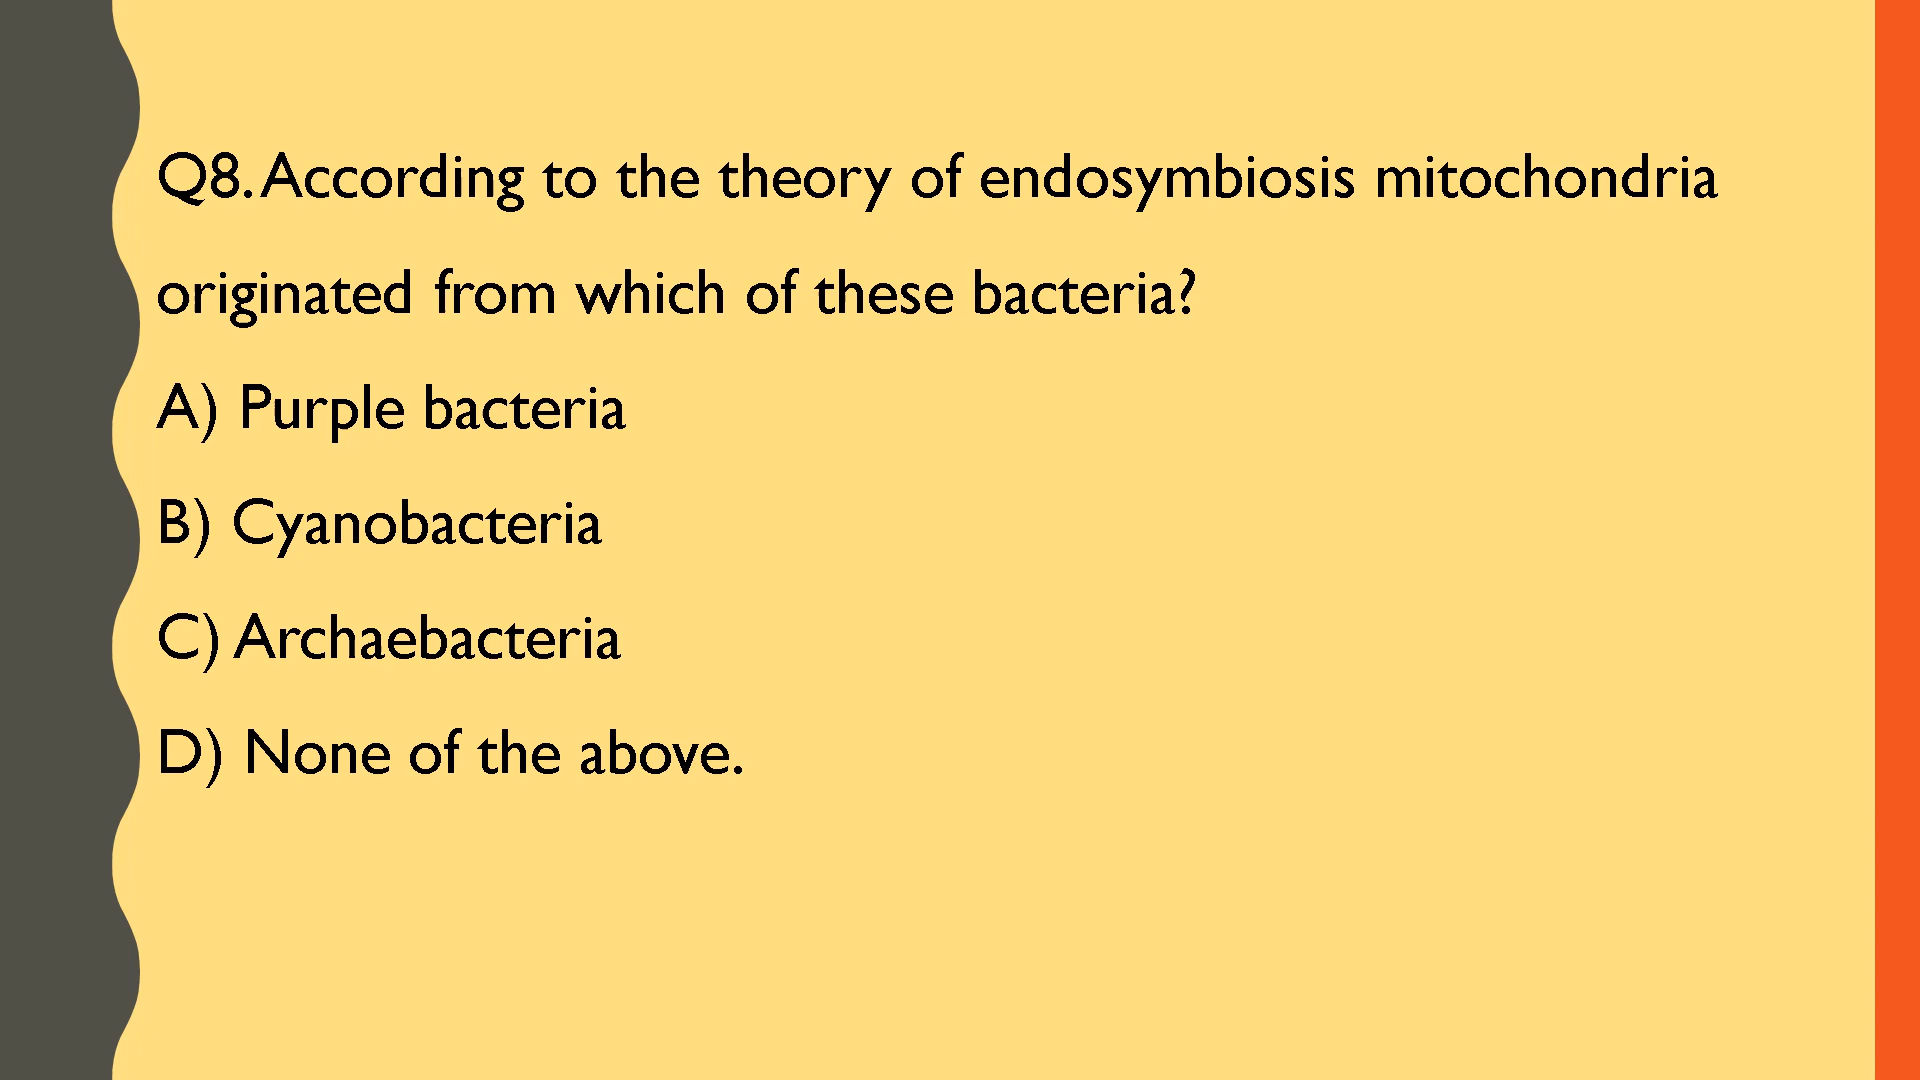 Q8. According to the theory of endosymbiosis mitochondria
originated from which of these bacteria?
A) Purple bacteria
B) Cyanobacteria
C) Archaebacteria
D) None of the above.